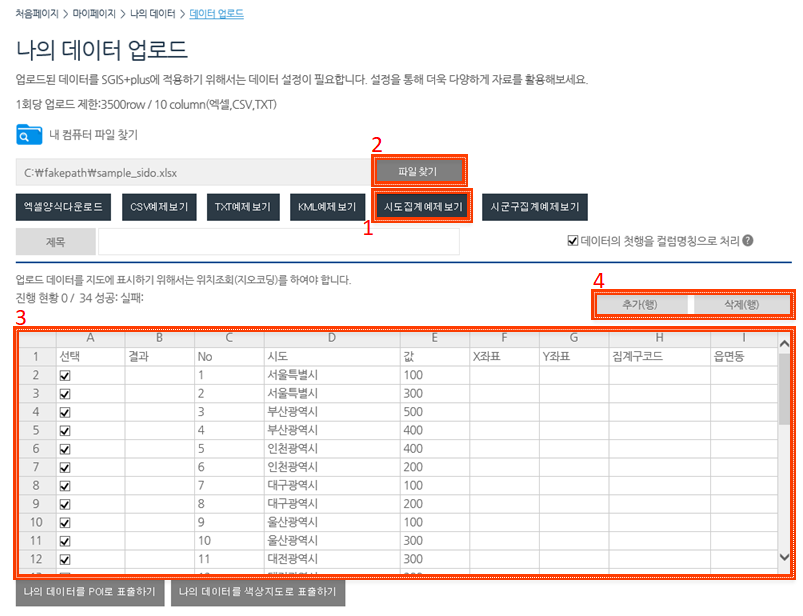 처음페이지 > 마이페이지 > 나의 데이터 > 데이터 업로드
나의 데이터 업로드
업로드된 데이터를 SGIS+plus에 적용하기 위해서는 데이터 설정이 필요합니다. 설정을 통해 더욱 다양하게 자료를 활용해보세요.
1회당 업로드 제한:3500row / 10 column(엑셀,CSV,TXT)
내 컴퓨터 파일 찾기
2
C:₩fakepath₩sample_sido.xlsx 파일 찾기
엑셀양식다운로드 CSV예제보기 TXT예제보기 KML예제보기 시도집계예제보기 시군구집계예제보기
1
제목 데이터의 첫행을 컬럼명칭으로 처리 ?
업로드 데이터를 지도에 표시하기 위해서는 위치조회(지오코딩)를 하여야 합니다.
4
진행 현황 0 / 34 성공: 실패: 추가(행) 삭제(행)
3
A B C D E F G H I
1 선택 결과 No 시도 값 X좌표 Y좌표 집계구코드 읍면동
2 1 서울특별시 100
3 2 서울특별시 300
4 3 부산광역시 500
5 4 부산광역시 400
6 5 인천광역시 400
7 6 인천광역시 200
8 7 대구광역시 100
9 8 대구광역시 200
10 9 울산광역시 100
11 10 울산광역시 300
12 11 대전광역시 300
나의 데이터를 POI로 표출하기 나의 데이터를 색상지도로 표출하기